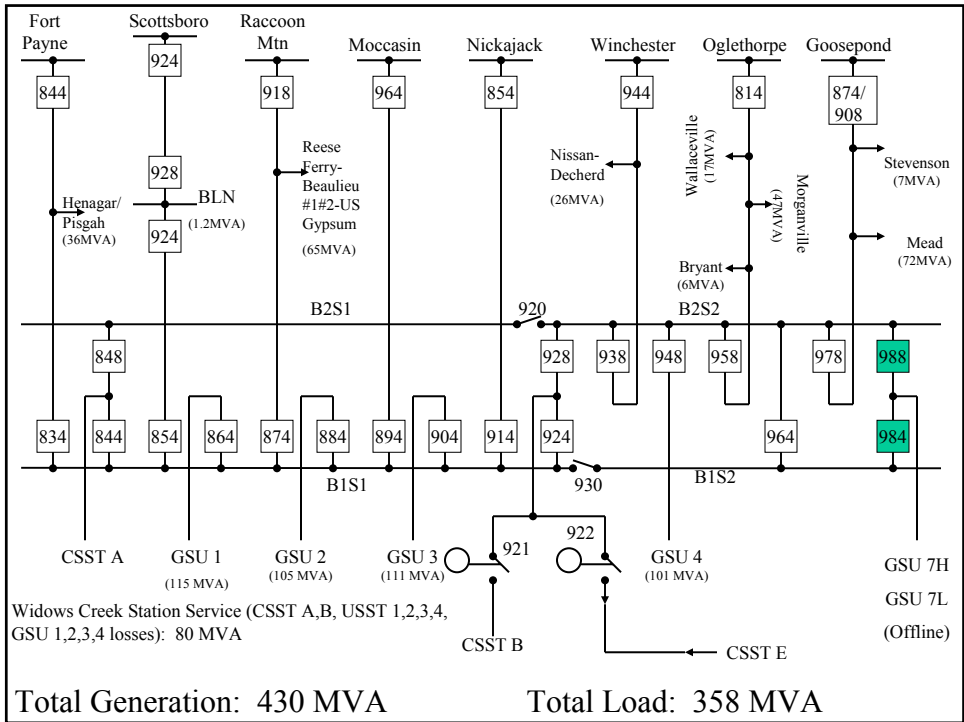 Fort
Payne
Scottsboro
Raccoon
Mtn
Moccasin
Nickajack
Winchester
Oglethorpe
Goosepond
844
924
918
964
854
944
814
874/
908
928
BLN
(1.2MVA)
924
Henagar/
Pisgah
(36MVA)
Reese
Ferry-
Beaulieu
#1#2-US
Gypsum
(65MVA)
Nissan-
Decherd
(26MVA)
Wallaceville
(17MVA)
Morganville
(47MVA)
Bryant
(6MVA)
Stevenson
(7MVA)
Mead
(72MVA)
B2S1
920
B2S2
848
928
938
948
958
978
988
834
844
854
864
874
884
894
904
914
924
964
984
B1S1
930
B1S2
CSST A
GSU 1
(115 MVA)
GSU 2
(105 MVA)
GSU 3
(111 MVA)
921
922
GSU 4
(101 MVA)
GSU 7H
GSU 7L
(Offline)
CSST B
CSST E
Widows Creek Station Service (CSST A,B, USST 1,2,3,4,
GSU 1,2,3,4 losses): 80 MVA
Total Generation: 430 MVA
Total Load: 358 MVA